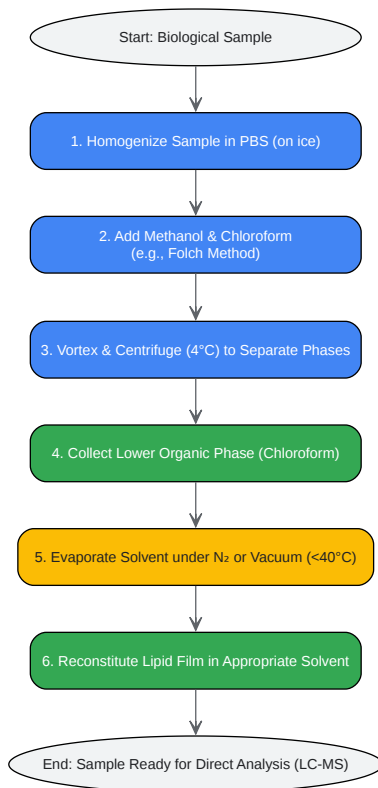 Start: Biological Sample
1. Homogenize Sample in PBS (on ice)
2. Add Methanol & Chloroform
(e.g., Folch Method)
3. Vortex & Centrifuge (4°C) to Separate Phases
4. Collect Lower Organic Phase (Chloroform)
5. Evaporate Solvent under N₂ or Vacuum (<40°C)
6. Reconstitute Lipid Film in Appropriate Solvent
End: Sample Ready for Direct Analysis (LC-MS)